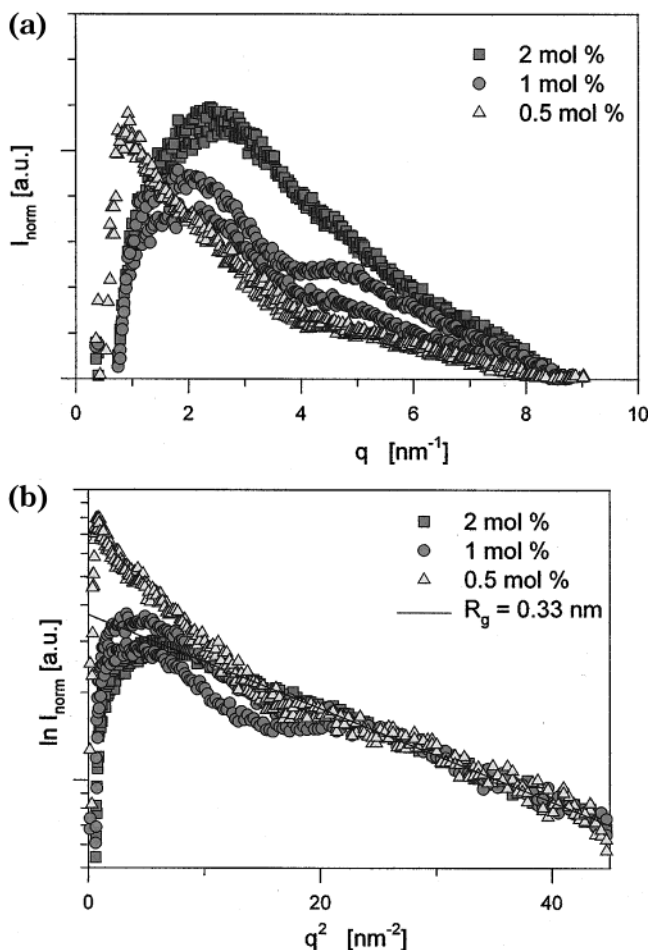 (a)
2 mol %
1 mol %
0.5 mol %
I_norm [a.u.]
0 2 4 6 8 10
q [nm⁻¹]
(b)
2 mol %
1 mol %
0.5 mol %
R_g = 0.33 nm
ln I_norm [a.u.]
0 20 40
q² [nm⁻²]